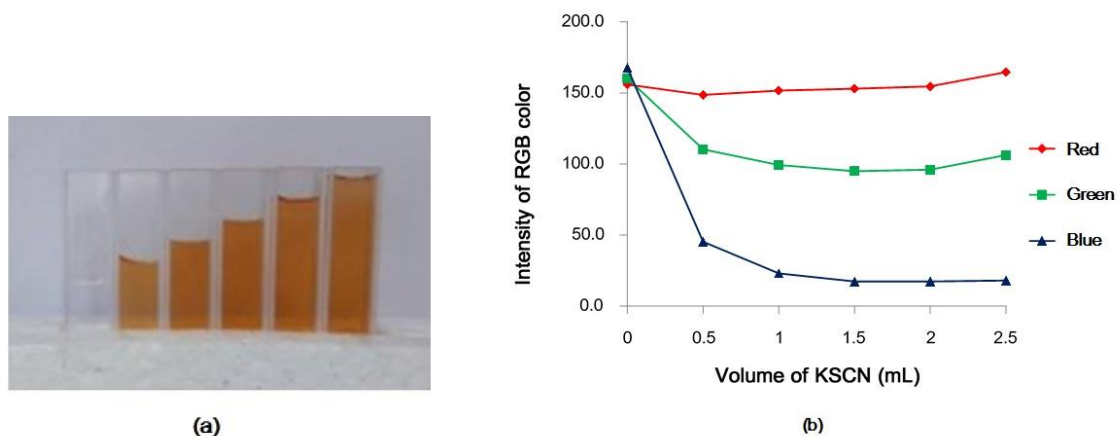 200.0
150.0
100.0
50.0
0.0
Intensity of RGB color
0 0.5 1 1.5 2 2.5
Volume of KSCN (mL)
Red
Green
Blue
(a)
(b)